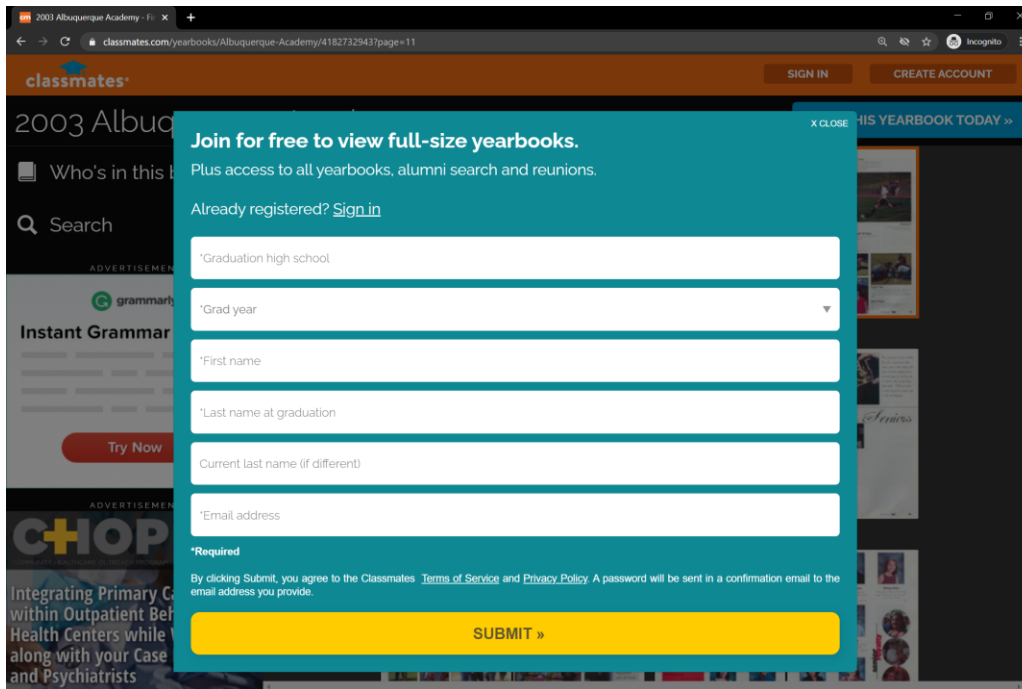 2003 Albuquerque Academy - Fi
classmates.com/yearbooks/Albuquerque-Academy/4182732943?page=11
Incognito
classmates
SIGN IN
CREATE ACCOUNT
2003 Albuq
HIS YEARBOOK TODAY »
X CLOSE
Join for free to view full-size yearbooks.
Plus access to all yearbooks, alumni search and reunions.
Already registered? Sign in
Who's in this b
Search
*Graduation high school
*Grad year
*First name
*Last name at graduation
Current last name (if different)
*Email address
*Required
By clicking Submit, you agree to the Classmates Terms of Service and Privacy Policy. A password will be sent in a confirmation email to the
email address you provide.
SUBMIT »
ADVERTISEMEN
grammarly
Instant Grammar
Try Now
ADVERTISEMEN
CHOP
Integrating Primary Ca
within Outpatient Beh
Health Centers while
along with your Case
and Psychiatrists
Seniors